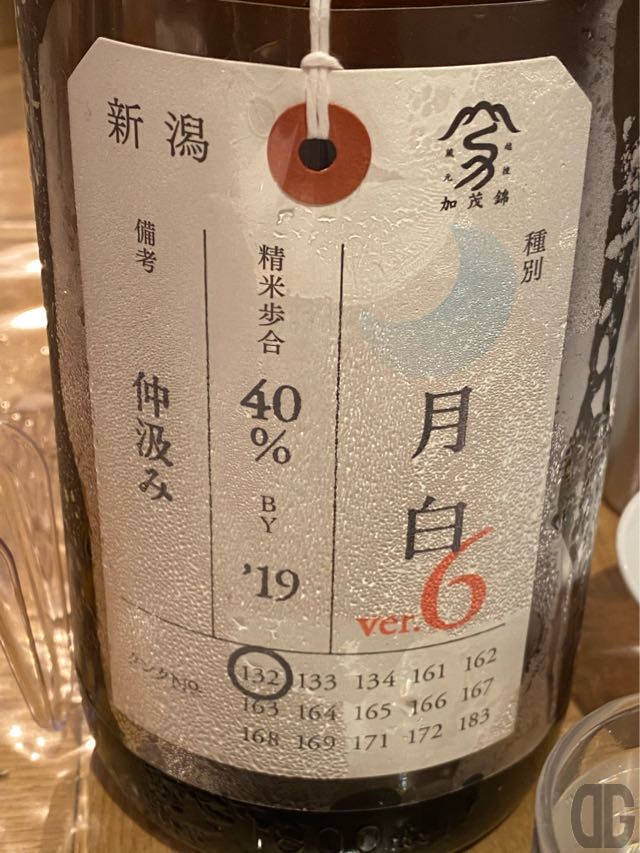 新潟
越後
蔵元
加茂錦
種別
月白
ver.6
精米歩合
40%
BY
'19
備考
仲汲み
タンクNo.
132 133 134 161 162
163 164 165 166 167
168 169 171 172 183
DG